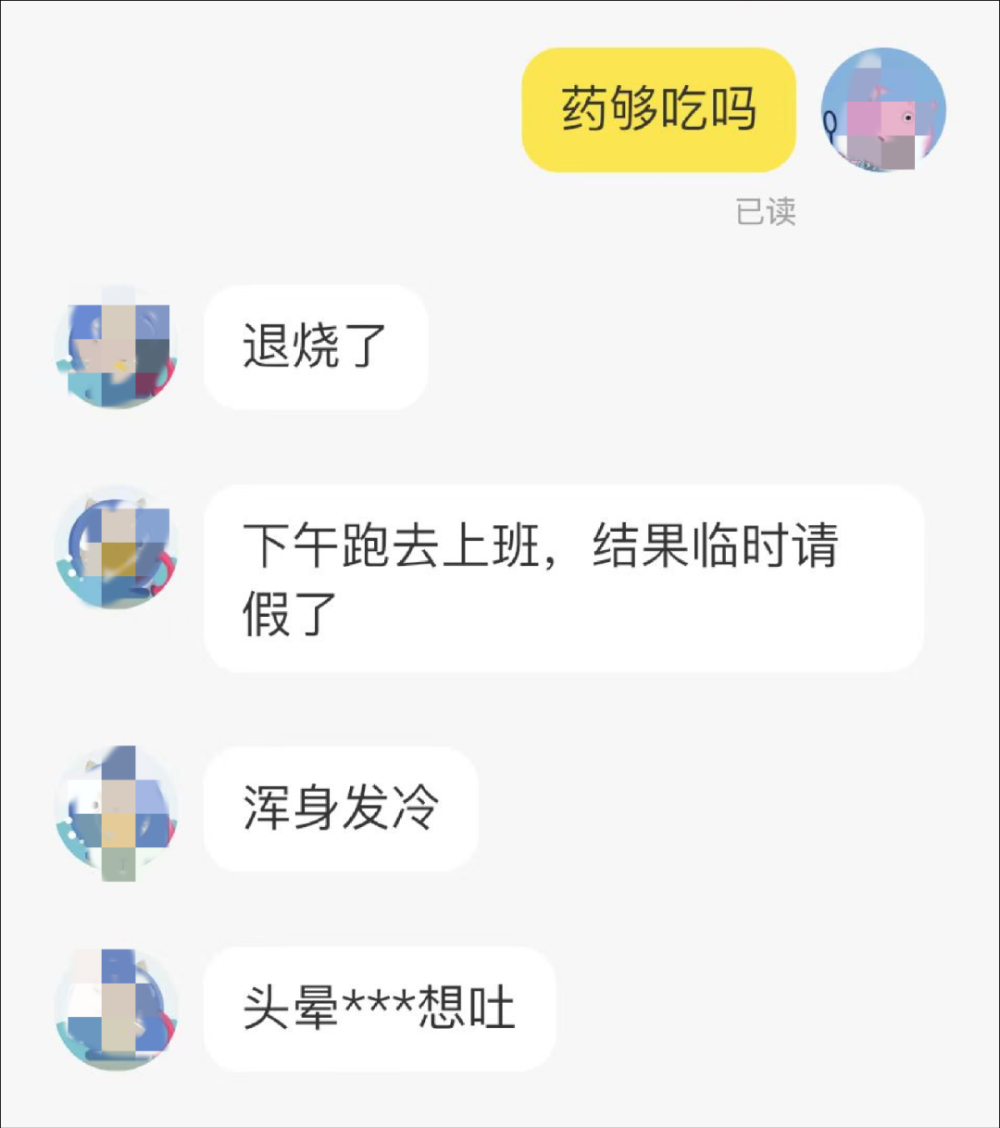 药够吃吗
已读
退烧了
下午跑去上班，结果临时请
假了
浑身发冷
头晕***想吐